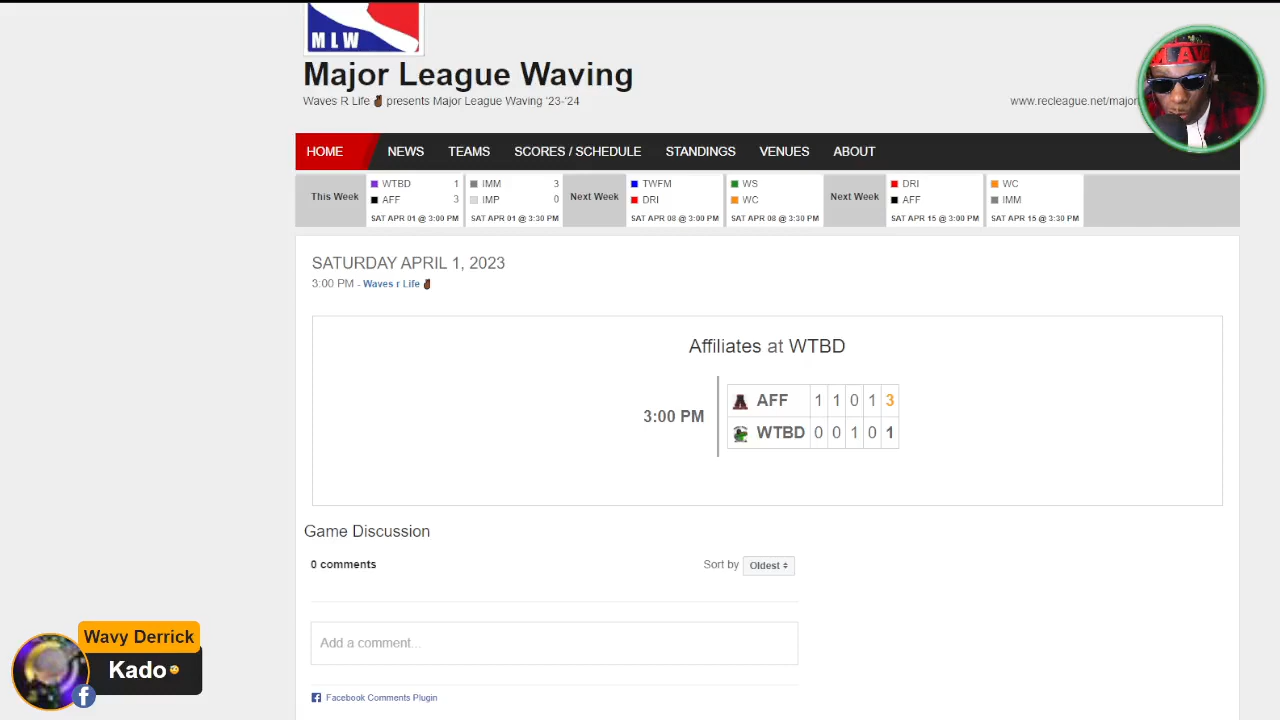 MLW
Major League Waving
Waves R Life presents Major League Waving '23-'24
www.recleague.net/major
HOME NEWS TEAMS SCORES / SCHEDULE STANDINGS VENUES ABOUT
This Week
WTBD 1
AFF 3
SAT APR 01 @ 3:00 PM
IMM 3
IMP 0
SAT APR 01 @ 3:30 PM
Next Week
TWFM
DRI
SAT APR 08 @ 3:00 PM
WS
WC
SAT APR 08 @ 3:30 PM
Next Week
DRI
AFF
SAT APR 15 @ 3:00 PM
WC
IMM
SAT APR 15 @ 3:30 PM
SATURDAY APRIL 1, 2023
3:00 PM - Waves r Life
Affiliates at WTBD
3:00 PM
AFF 1 1 0 1 3
WTBD 0 0 1 0 1
Game Discussion
0 comments
Sort by Oldest
Add a comment...
Facebook Comments Plugin
Wavy Derrick
Kado